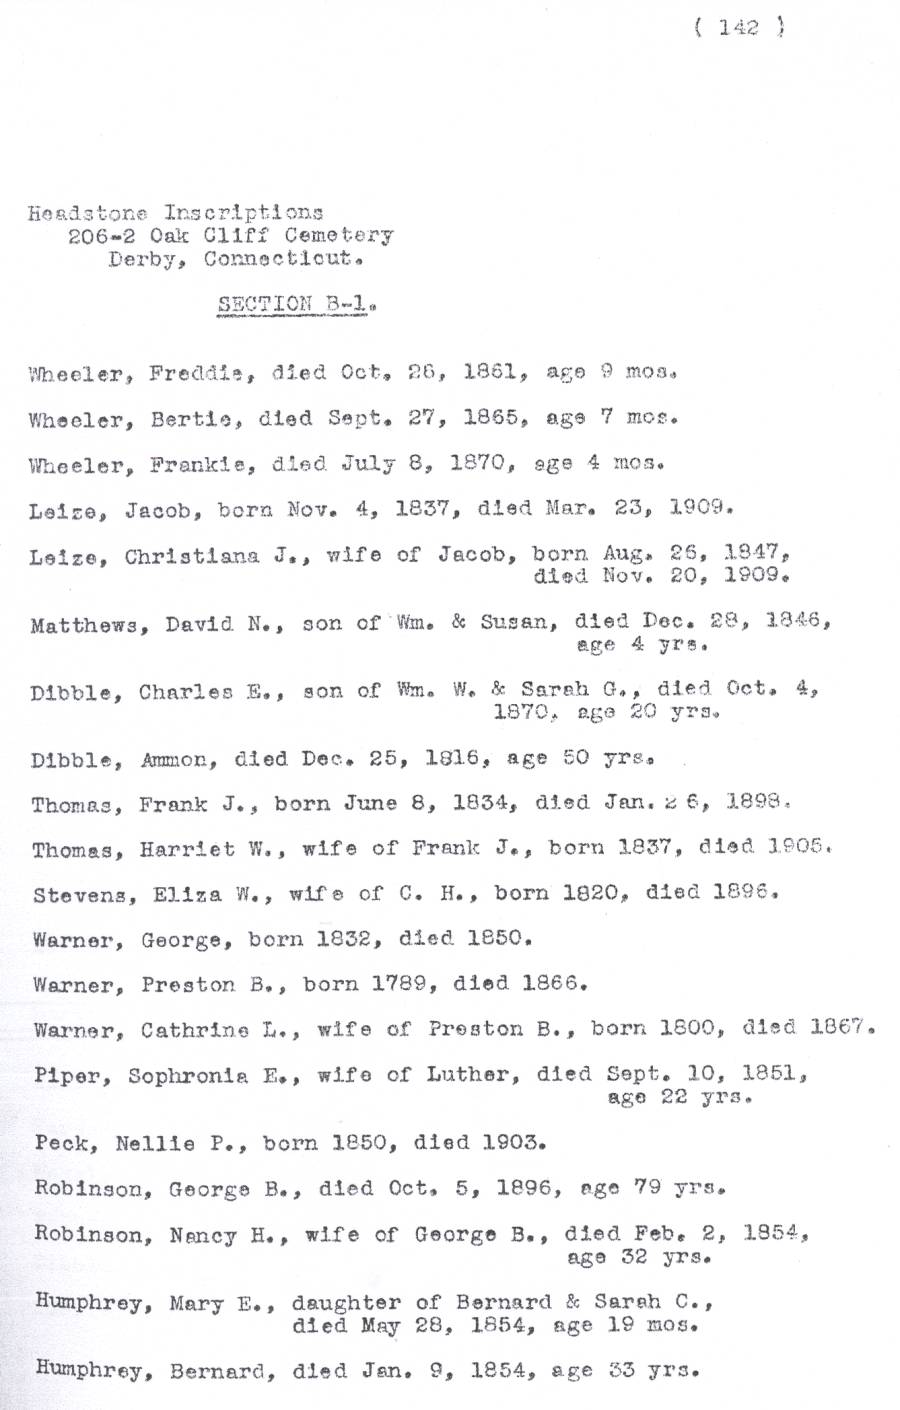 ( 142 )
Headstone Inscriptions
206-2 Oak Cliff Cemetery
Derby, Connecticut.
SECTION B-1.
Wheeler, Freddie, died Oct. 26, 1861, age 9 mos.
Wheeler, Bertie, died Sept. 27, 1865, age 7 mos.
Wheeler, Frankie, died July 8, 1870, age 4 mos.
Leize, Jacob, born Nov. 4, 1837, died Mar. 23, 1909.
Leize, Christiana J., wife of Jacob, born Aug. 26, 1847,
died Nov. 20, 1909.
Matthews, David N., son of Wm. & Susan, died Dec. 28, 1846,
age 4 yrs.
Dibble, Charles E., son of Wm. W. & Sarah G., died Oct. 4,
1870, age 20 yrs.
Dibble, Ammon, died Dec. 25, 1816, age 50 yrs.
Thomas, Frank J., born June 8, 1834, died Jan. 26, 1898.
Thomas, Harriet W., wife of Frank J., born 1837, died 1905.
Stevens, Eliza W., wife of C. H., born 1820, died 1896.
Warner, George, born 1832, died 1850.
Warner, Preston B., born 1789, died 1866.
Warner, Cathrine L., wife of Preston B., born 1800, died 1867.
Piper, Sophronia E., wife of Luther, died Sept. 10, 1851,
age 22 yrs.
Peck, Nellie P., born 1850, died 1903.
Robinson, George B., died Oct. 5, 1896, age 79 yrs.
Robinson, Nancy H., wife of George B., died Feb. 2, 1854,
age 32 yrs.
Humphrey, Mary E., daughter of Bernard & Sarah C.,
died May 28, 1854, age 19 mos.
Humphrey, Bernard, died Jan. 9, 1854, age 33 yrs.